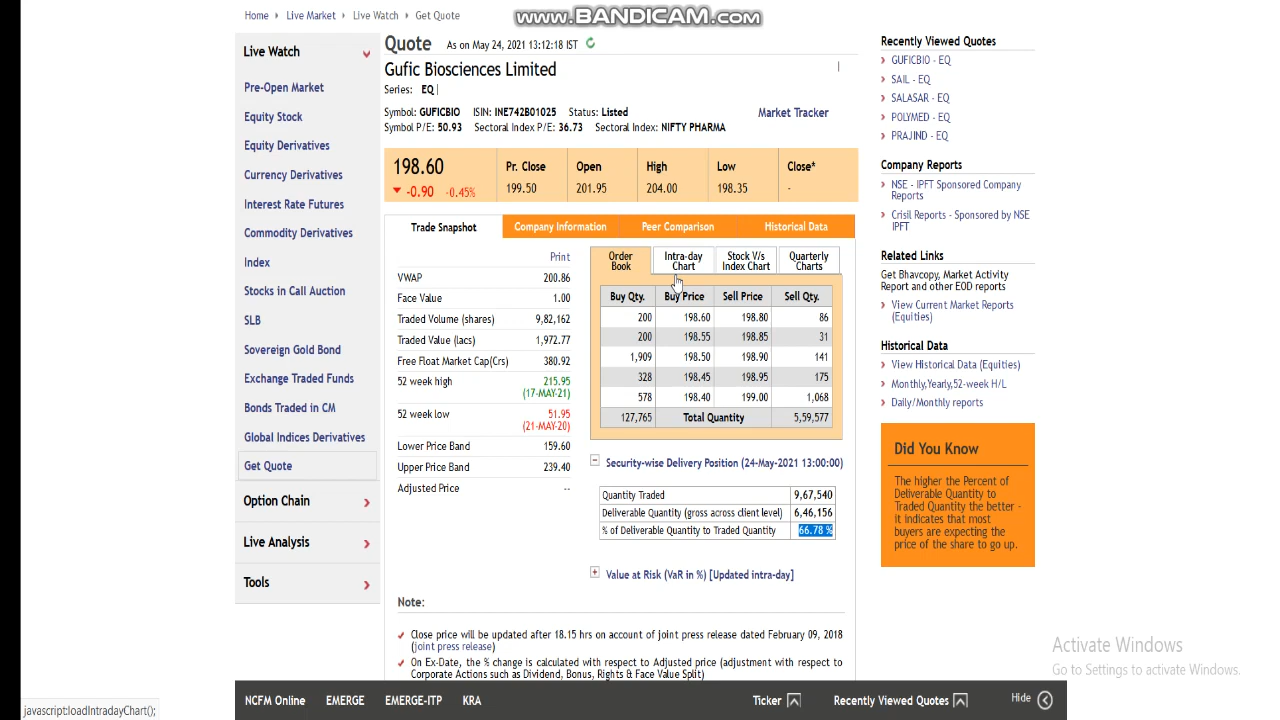 WWW.BANDICAM.COM
Home › Live Market › Live Watch › Get Quote
Live Watch
Pre-Open Market
Equity Stock
Equity Derivatives
Currency Derivatives
Interest Rate Futures
Commodity Derivatives
Index
Stocks in Call Auction
SLB
Sovereign Gold Bond
Exchange Traded Funds
Bonds Traded in CM
Global Indices Derivatives
Get Quote
Option Chain
Live Analysis
Tools
Quote As on May 24, 2021 13:12:18 IST
Gufic Biosciences Limited
Series: EQ |
Symbol: GUFICBIO ISIN: INE742B01025 Status: Listed
Market Tracker
Symbol P/E: 50.93 Sectoral Index P/E: 36.73 Sectoral Index: NIFTY PHARMA
198.60 Pr. Close Open High Low Close*
-0.90 -0.45% 199.50 201.95 204.00 198.35 -
Trade Snapshot Company Information Peer Comparison Historical Data
Print
VWAP 200.86
Face Value 1.00
Traded Volume (shares) 9,82,162
Traded Value (lacs) 1,972.77
Free Float Market Cap(Crs) 380.92
52 week high 215.95
(17-MAY-21)
52 week low 51.95
(21-MAY-20)
Lower Price Band 159.60
Upper Price Band 239.40
Adjusted Price --
Order Book Intra-day Chart Stock V/s Index Chart Quarterly Charts
Buy Qty. Buy Price Sell Price Sell Qty.
200 198.60 198.80 86
200 198.55 198.85 31
1,909 198.50 198.90 141
328 198.45 198.95 175
578 198.40 199.00 1,068
127,765 Total Quantity 5,59,577
Security-wise Delivery Position (24-May-2021 13:00:00)
Quantity Traded 9,67,540
Deliverable Quantity (gross across client level) 6,46,156
% of Deliverable Quantity to Traded Quantity 66.78 %
Value at Risk (VaR in %) [Updated intra-day]
Note:
Close price will be updated after 18.15 hrs on account of joint press release dated February 09, 2018
(joint press release)
On Ex-Date, the % change is calculated with respect to Adjusted price (adjustment with respect to
Corporate Actions such as Dividend, Bonus, Rights & Face Value Split)
Recently Viewed Quotes
GUFICBIO - EQ
SAIL - EQ
SALASAR - EQ
POLYMED - EQ
PRAJIND - EQ
Company Reports
NSE - IPFT Sponsored Company
Reports
Crisil Reports - Sponsored by NSE
IPFT
Related Links
Get Bhavcopy, Market Activity
Report and other EOD reports
View Current Market Reports
(Equities)
Historical Data
View Historical Data (Equities)
Monthly,Yearly,52-week H/L
Daily/Monthly reports
Did You Know
The higher the Percent of
Deliverable Quantity to
Traded Quantity the better -
it indicates that most
buyers are expecting the
price of the share to go up.
Activate Windows
Go to Settings to activate Windows.
NCFM Online EMERGE EMERGE-ITP KRA Ticker Recently Viewed Quotes Hide
javascript:loadIntradayChart();